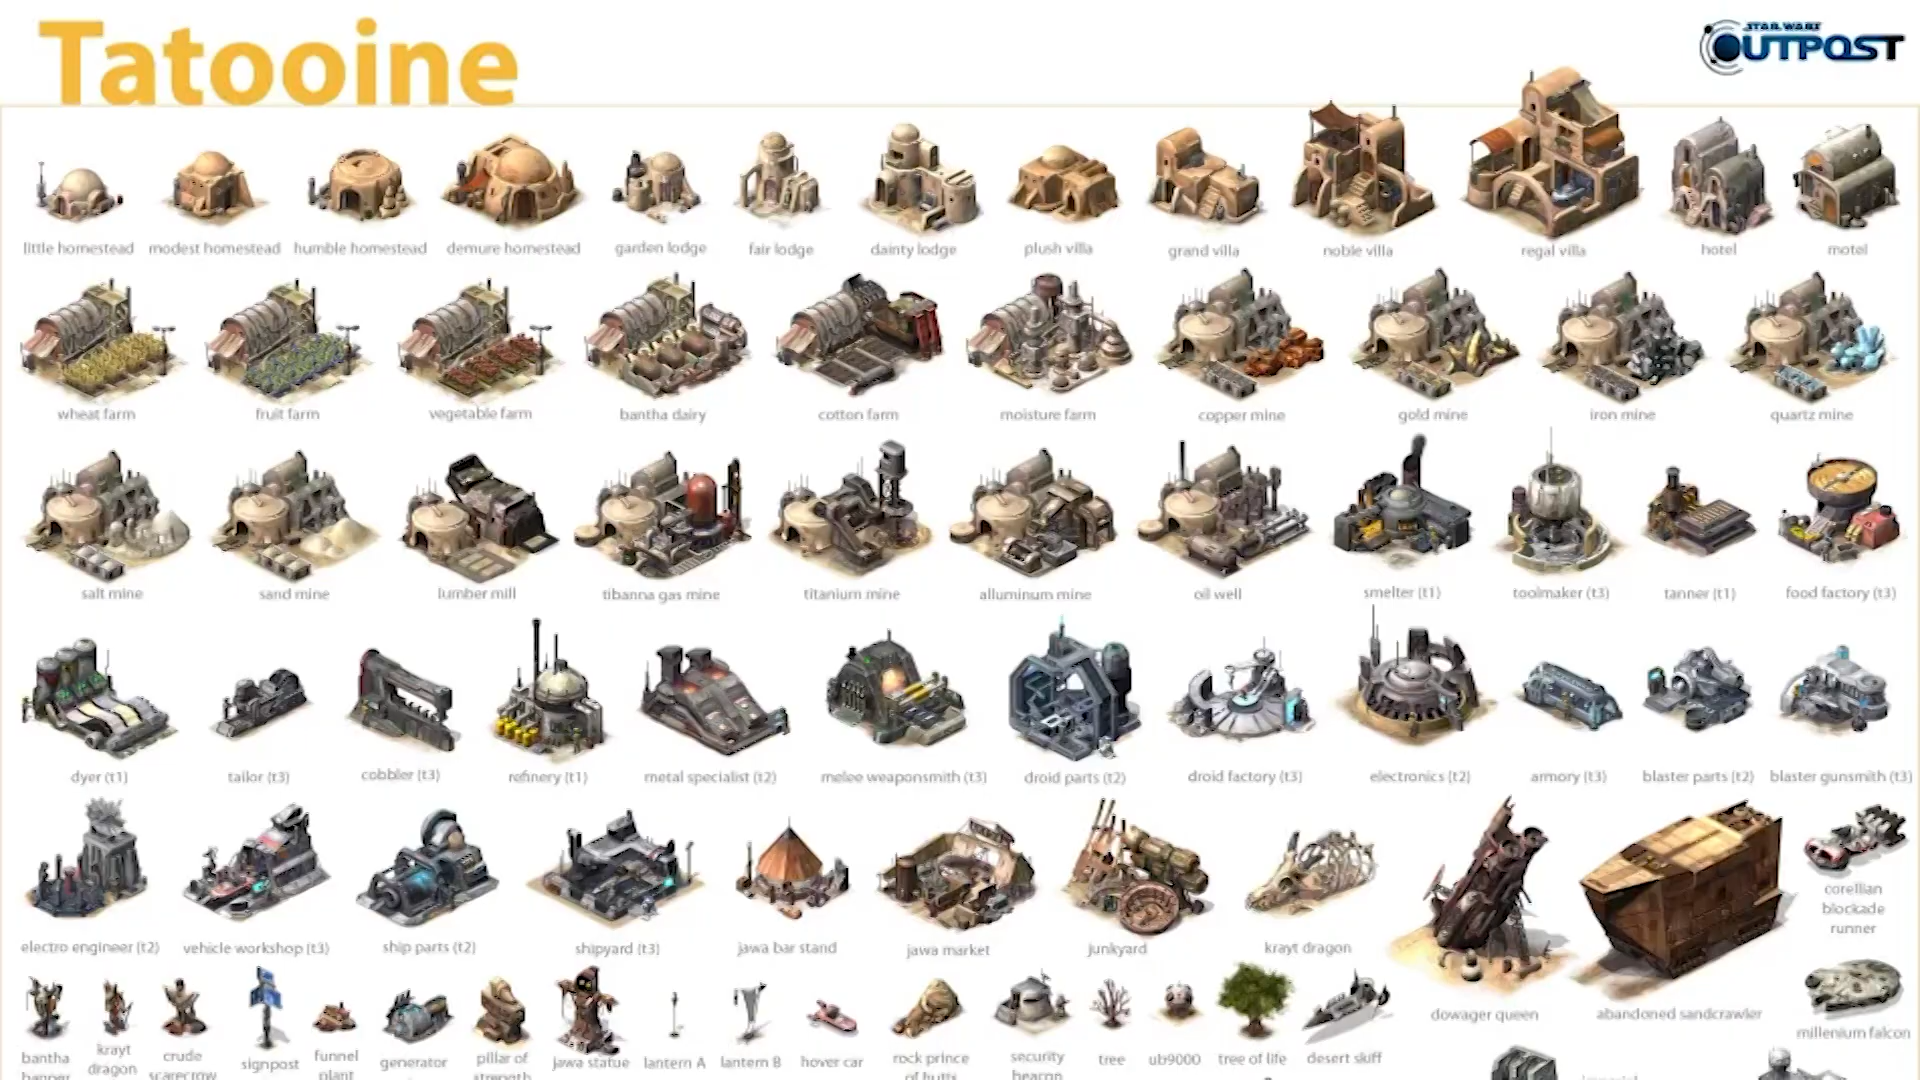 Tatooine
STAR WARS
OUTPOST
little homestead
modest homestead
humble homestead
demure homestead
garden lodge
fair lodge
dainty lodge
plush villa
grand villa
noble villa
regal villa
hotel
motel
wheat farm
fruit farm
vegetable farm
bantha dairy
cotton farm
moisture farm
copper mine
gold mine
iron mine
quartz mine
salt mine
sand mine
lumber mill
tibanna gas mine
titanium mine
alluminum mine
oil well
smelter (t1)
toolmaker (t3)
tanner (t1)
food factory (t3)
dyer (t1)
tailor (t3)
cobbler (t3)
refinery (t1)
metal specialist (t2)
melee weaponsmith (t3)
droid parts (t2)
droid factory (t3)
electronics (t2)
armory (t3)
blaster parts (t2)
blaster gunsmith (t3)
electro engineer (t2)
vehicle workshop (t3)
ship parts (t2)
shipyard (t3)
jawa bar stand
jawa market
junkyard
krayt dragon
dowager queen
abandoned sandcrawler
corellian
blockade
runner
millenium falcon
bantha
banner
krayt
dragon
crude
scarecrow
signpost
funnel
plant
generator
pillar of
strength
jawa statue
lantern A
lantern B
hover car
rock prince
of hutts
security
beacon
tree
ub9000
tree of life
desert skiff
imperial